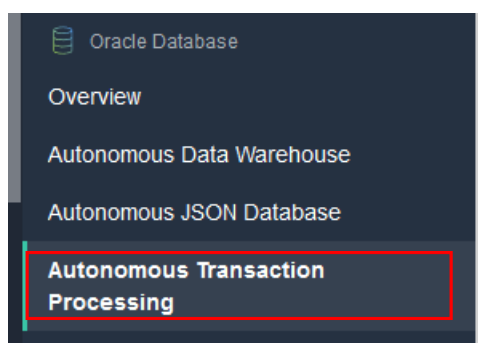 Oracle Database
Overview
Autonomous Data Warehouse
Autonomous JSON Database
Autonomous Transaction
Processing